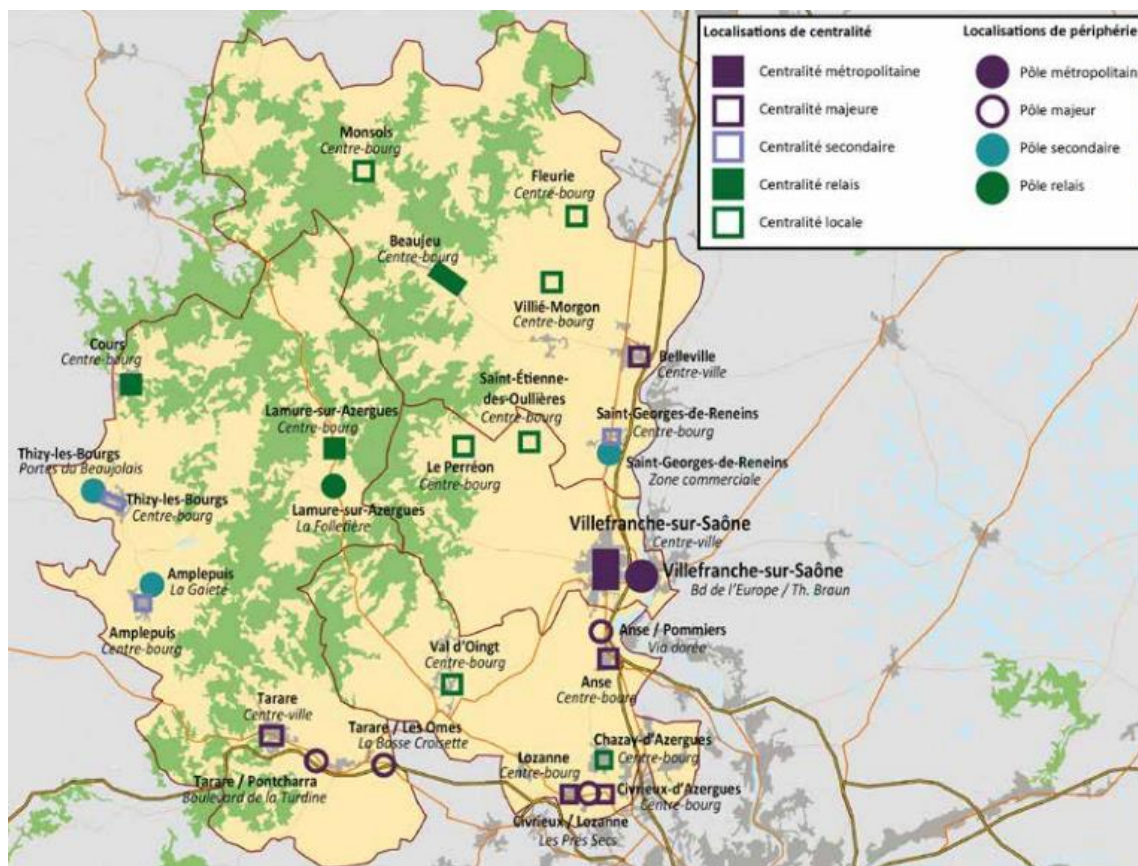 Localisations de centralité
Centralité métropolitaine
Centralité majeure
Centralité secondaire
Centralité relais
Centralité locale
Localisations de périphérie
Pôle métropolitain
Pôle majeur
Pôle secondaire
Pôle relais
Monsols
Centre-bourg
Fleurie
Centre-bourg
Beaujeu
Centre-bourg
Villié-Morgon
Centre-bourg
Cours
Centre-bourg
Belleville
Centre-ville
Saint-Étienne-
des-Oullières
Centre-bourg
Lamure-sur-Azergues
Centre-bourg
Saint-Georges-de-Reneins
Centre-bourg
Thizy-les-Bourgs
Portes du Beaujolais
Le Perréon
Centre-bourg
Saint-Georges-de-Reneins
Zone commerciale
Thizy-les-Bourgs
Centre-bourg
Lamure-sur-Azergues
La Folletière
Villefranche-sur-Saône
Centre-ville
Amplepuis
La Gaieté
Villefranche-sur-Saône
Bd de l'Europe / Th. Braun
Amplepuis
Centre-bourg
Anse / Pommiers
Via dorée
Val d'Oingt
Centre-bourg
Anse
Centre-bourg
Tarare
Centre-ville
Tarare / Les Olmes
La Basse Croisette
Chazay-d'Azergues
Centre-bourg
Lozanne
Centre-bourg
Tarare / Pontcharra
Boulevard de la Turdine
Civrieux-d'Azergues
Centre-bourg
Civrieux / Lozanne
Les Prés Secs